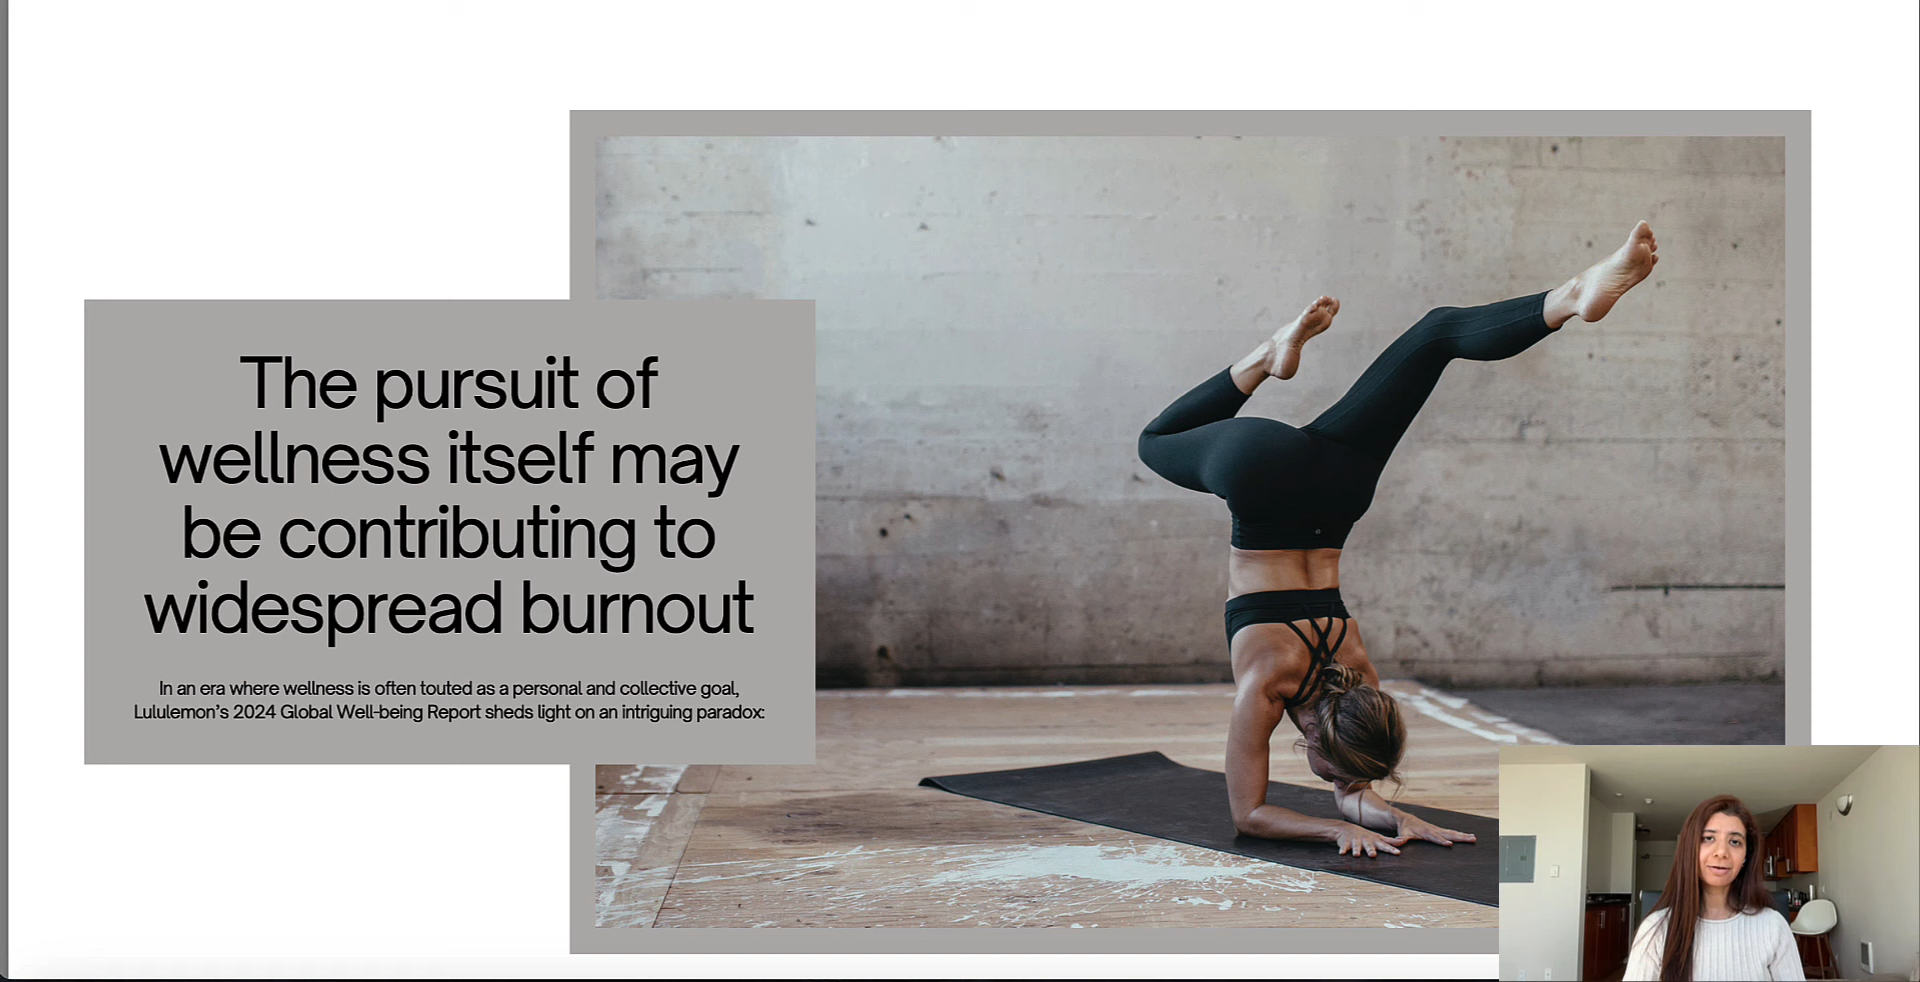 The pursuit of
wellness itself may
be contributing to
widespread burnout
In an era where wellness is often touted as a personal and collective goal,
Lululemon's 2024 Global Well-being Report sheds light on an intriguing paradox: